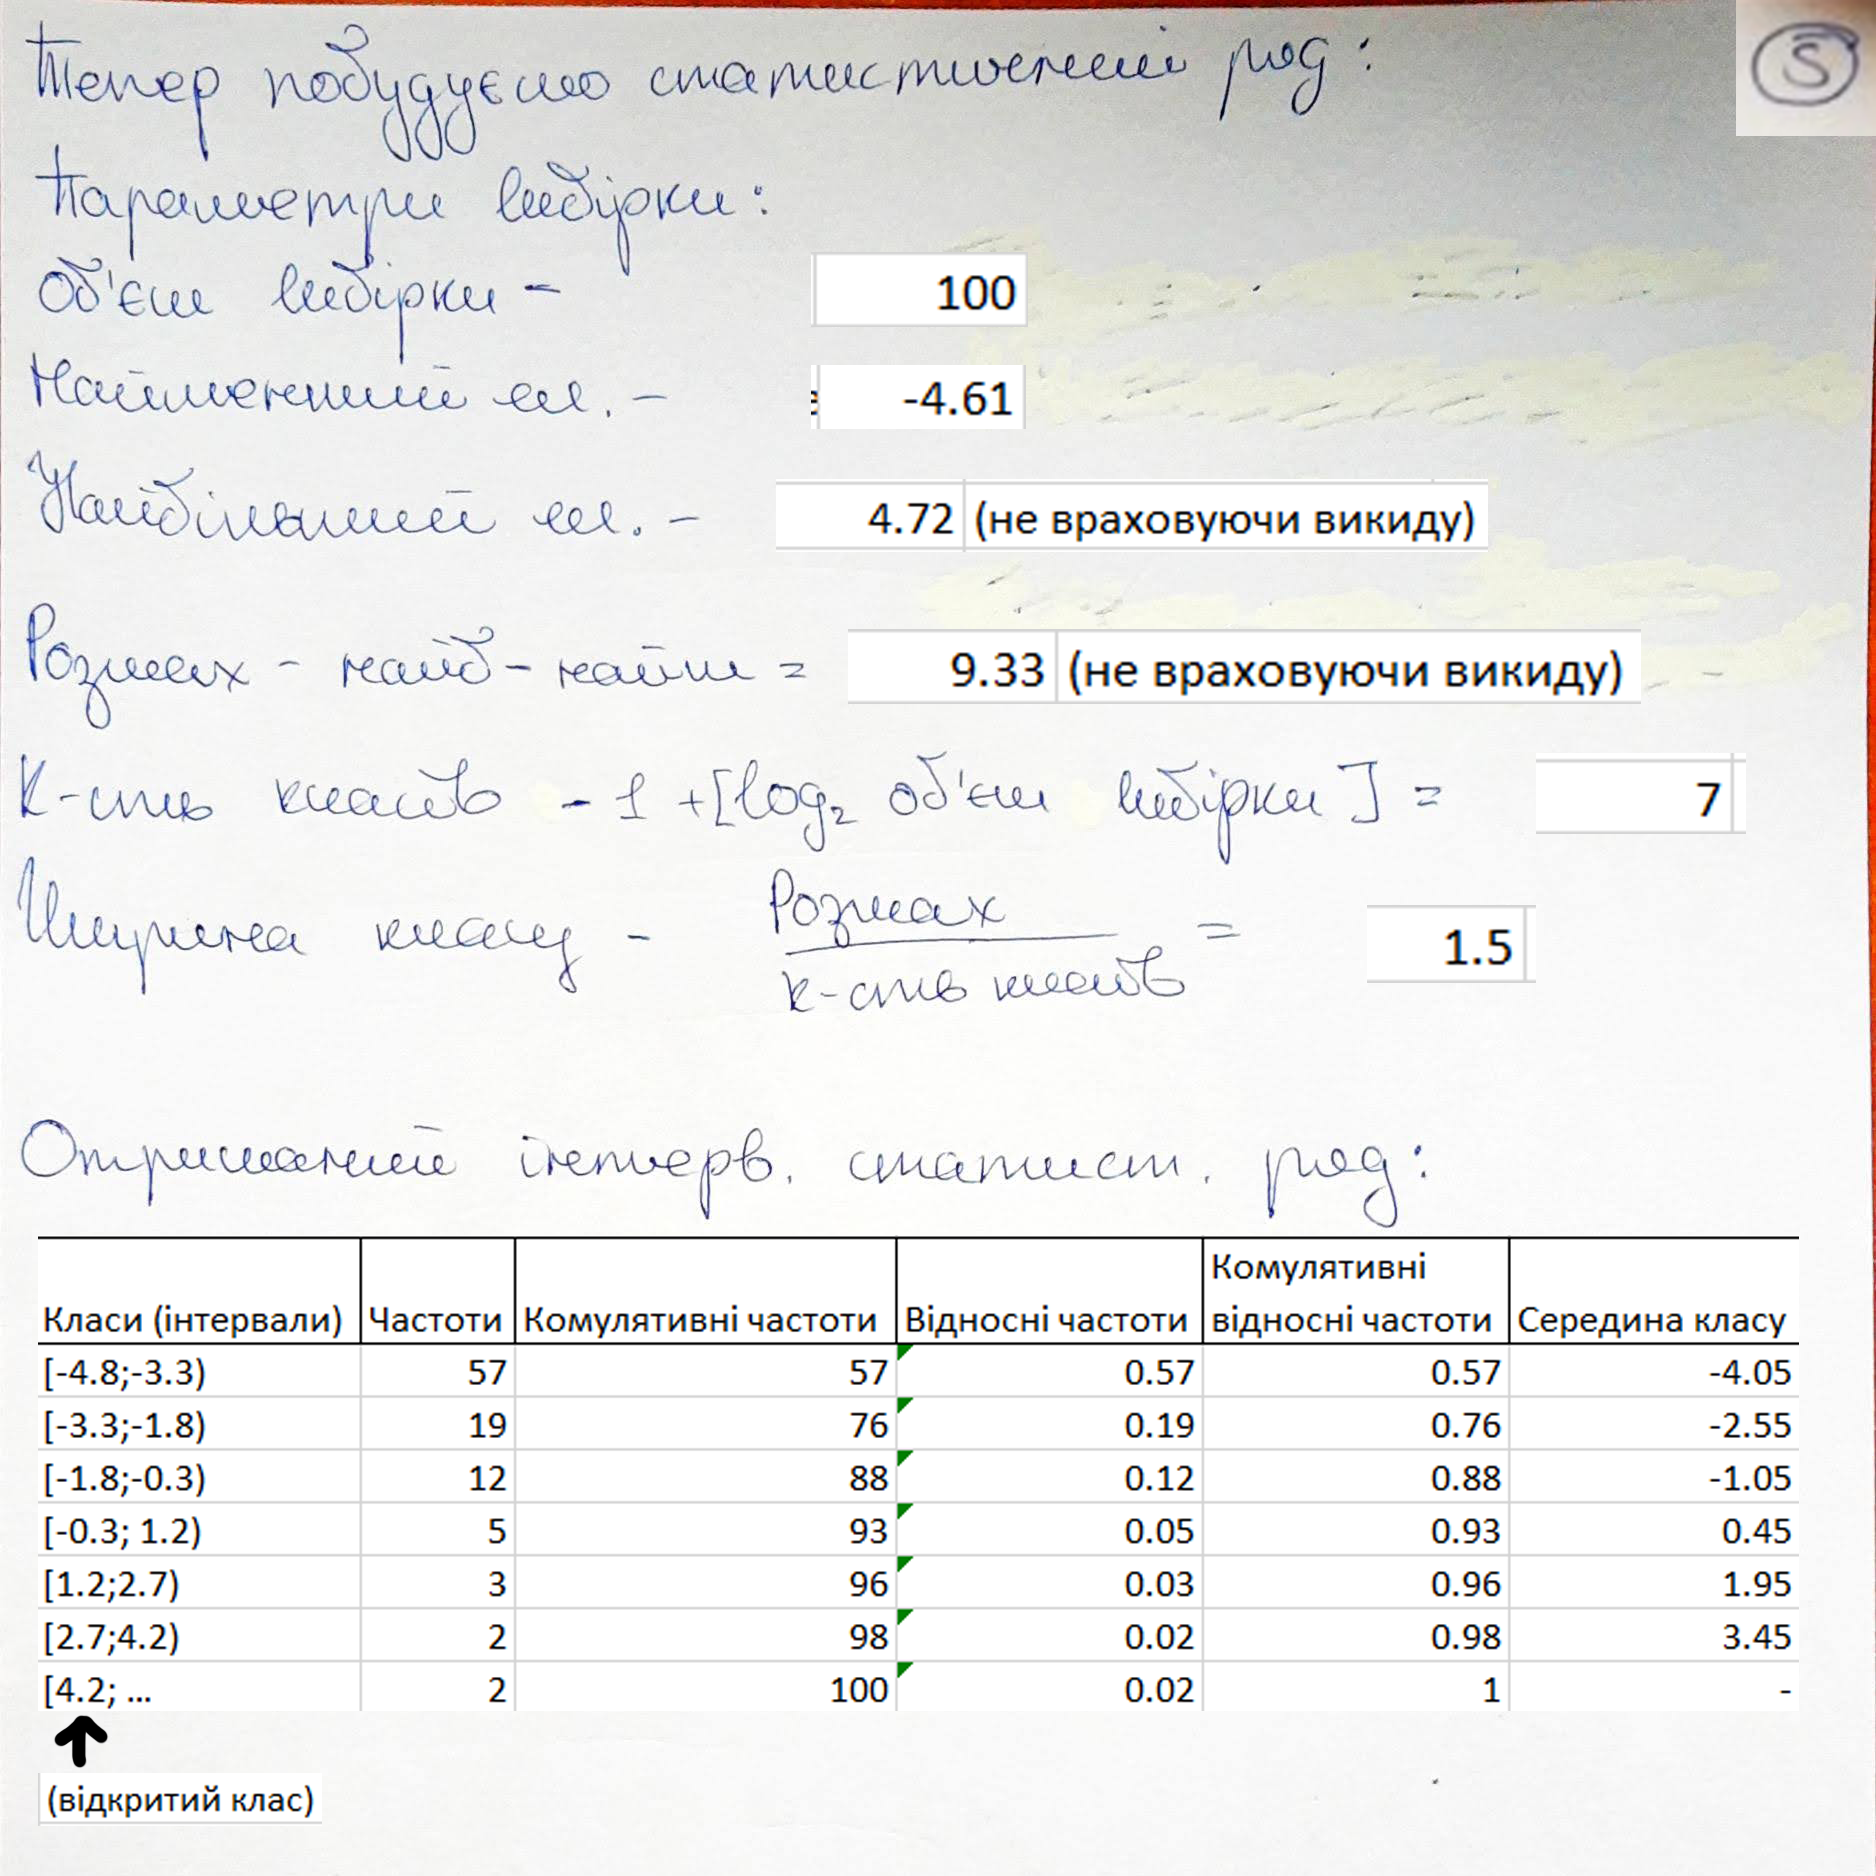 Тепер побудуємо статистичний ряд:
5
Параметри вибірки:
Об'єм вибірки - 100
Найменший ел. - -4.61
Найбільший ел. - 4.72 (не враховуючи викиду)
Розмах - найб - найм = 9.33 (не враховуючи викиду)
К-сть класів - 1 + [log₂ об'єм вибірки] = 7
Ширина класу - Розмах / к-сть класів = 1.5
Отриманий інтерв. статист. ряд:
Класи (інтервали) Частоти Комулятивні частоти Відносні частоти Комулятивні відносні частоти Середина класу
[-4.8;-3.3) 57 57 0.57 0.57 -4.05
[-3.3;-1.8) 19 76 0.19 0.76 -2.55
[-1.8;-0.3) 12 88 0.12 0.88 -1.05
[-0.3; 1.2) 5 93 0.05 0.93 0.45
[1.2;2.7) 3 96 0.03 0.96 1.95
[2.7;4.2) 2 98 0.02 0.98 3.45
[4.2; ... 2 100 0.02 1 -
(відкритий клас)